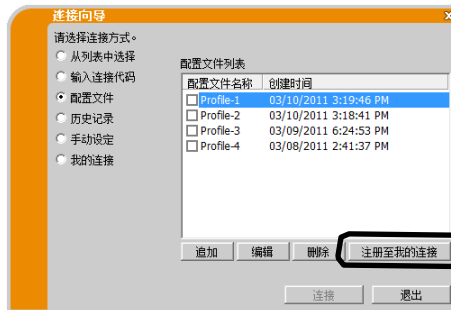 连接向导
请选择连接方式。
从列表中选择
输入连接代码
配置文件
历史记录
手动设定
我的连接
配置文件列表
配置文件名称 创建时间
Profile-1 03/10/2011 3:19:46 PM
Profile-2 03/10/2011 3:18:41 PM
Profile-3 03/09/2011 6:24:53 PM
Profile-4 03/08/2011 2:41:37 PM
追加 编辑 删除 注册至我的连接
连接 退出